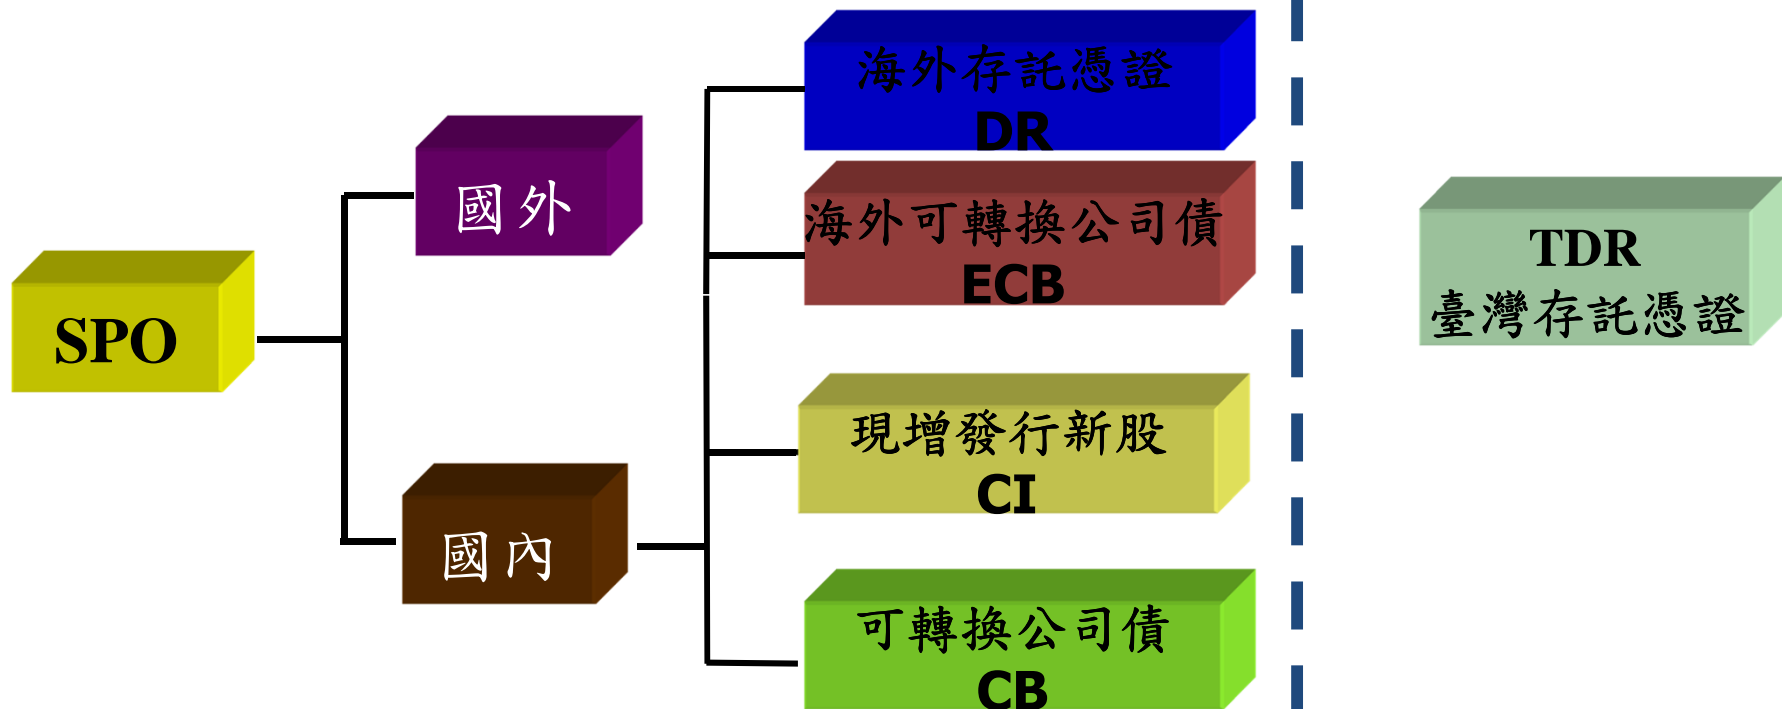 SPO
國外
國內
海外存託憑證
DR
海外可轉換公司債
ECB
現增發行新股
CI
可轉換公司債
CB
TDR
臺灣存託憑證